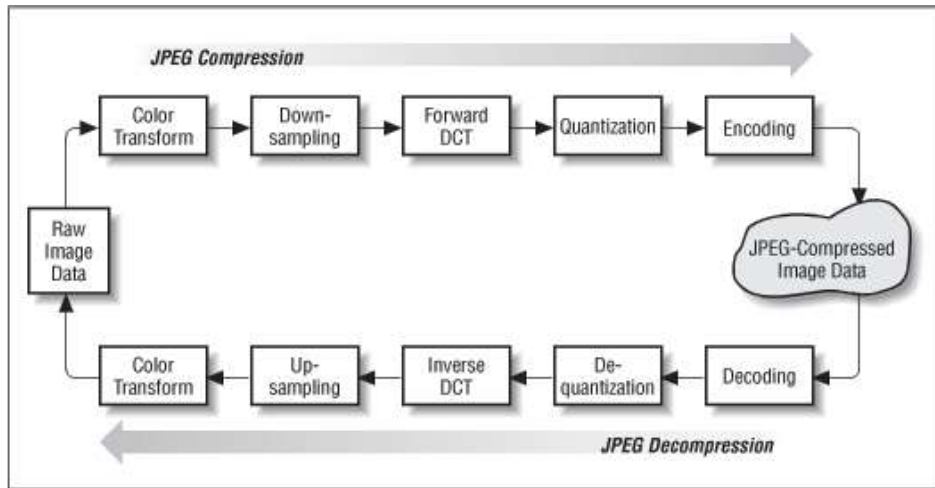 JPEG Compression
Color
Transform
Down-
sampling
Forward
DCT
Quantization
Encoding
Raw
Image
Data
JPEG-Compressed
Image Data
Color
Transform
Up-
sampling
Inverse
DCT
De-
quantization
Decoding
JPEG Decompression